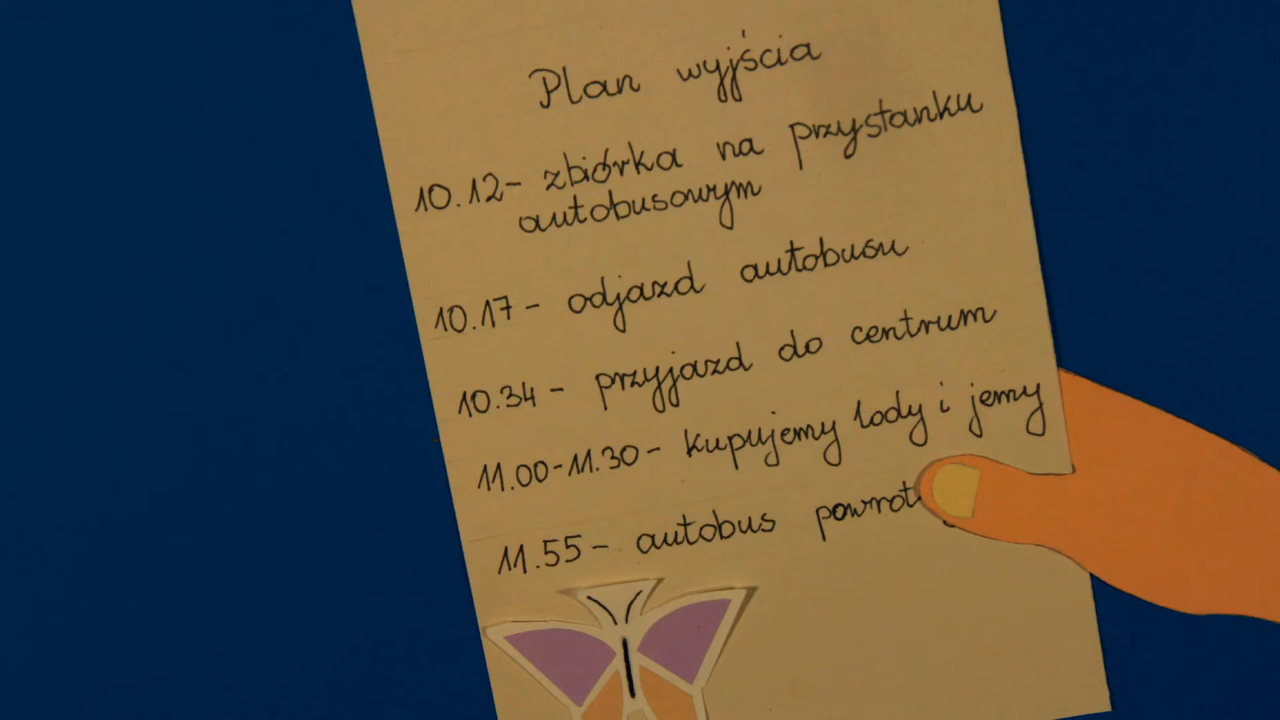 Plan wyjścia
10.12- zbiórka na przystanku
autobusowym
10.17- odjazd autobusu
10.34- przyjazd do centrum
11.00-11.30- kupujemy lody i jemy
11.55- autobus